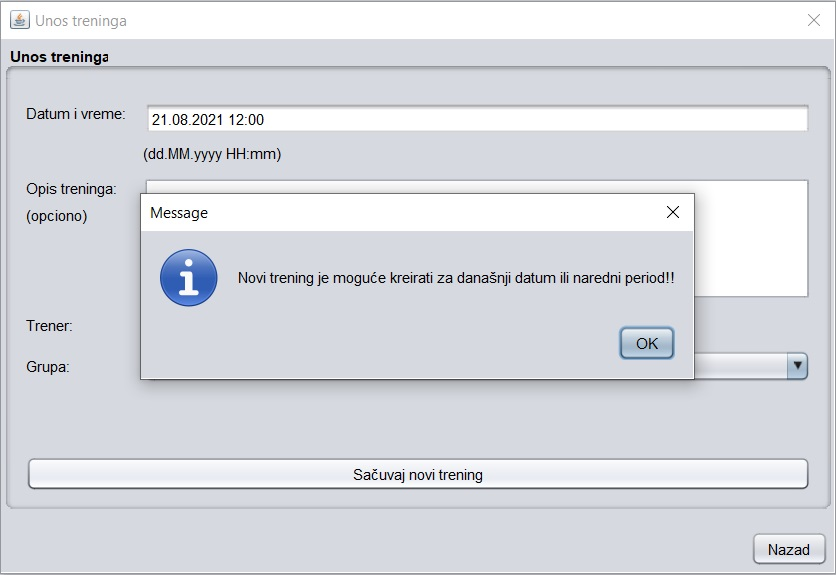 Unos treninga
Unos treninga
Datum i vreme:
21.08.2021 12:00
(dd.MM.yyyy HH:mm)
Opis treninga:
(opciono)
Message
Novi trening je moguće kreirati za današnji datum ili naredni period!!
OK
Trener:
Grupa:
Sačuvaj novi trening
Nazad